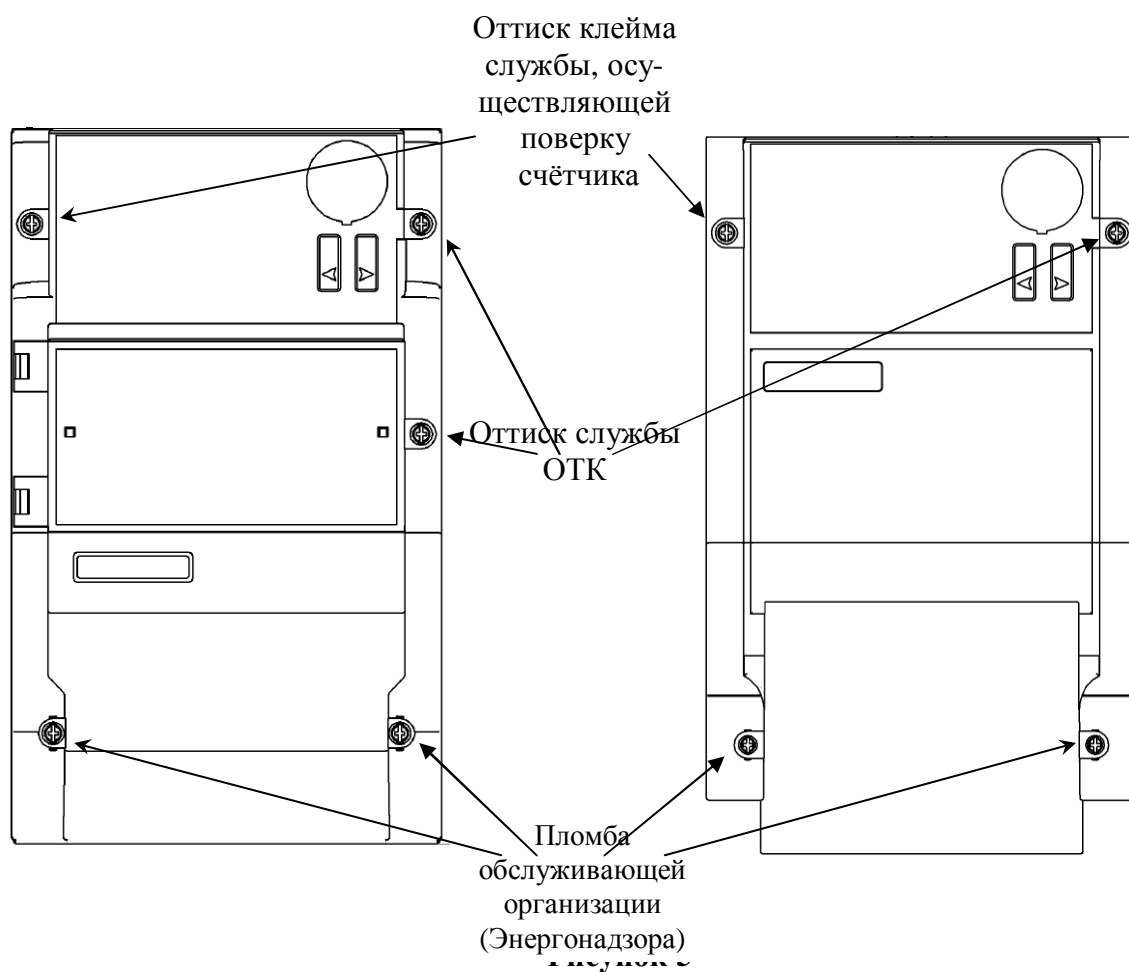 Оттиск клейма
службы, осу-
ществляющей
поверку
счётчика
Оттиск службы
ОТК
Пломба
обслуживающей
организации
(Энергонадзора)